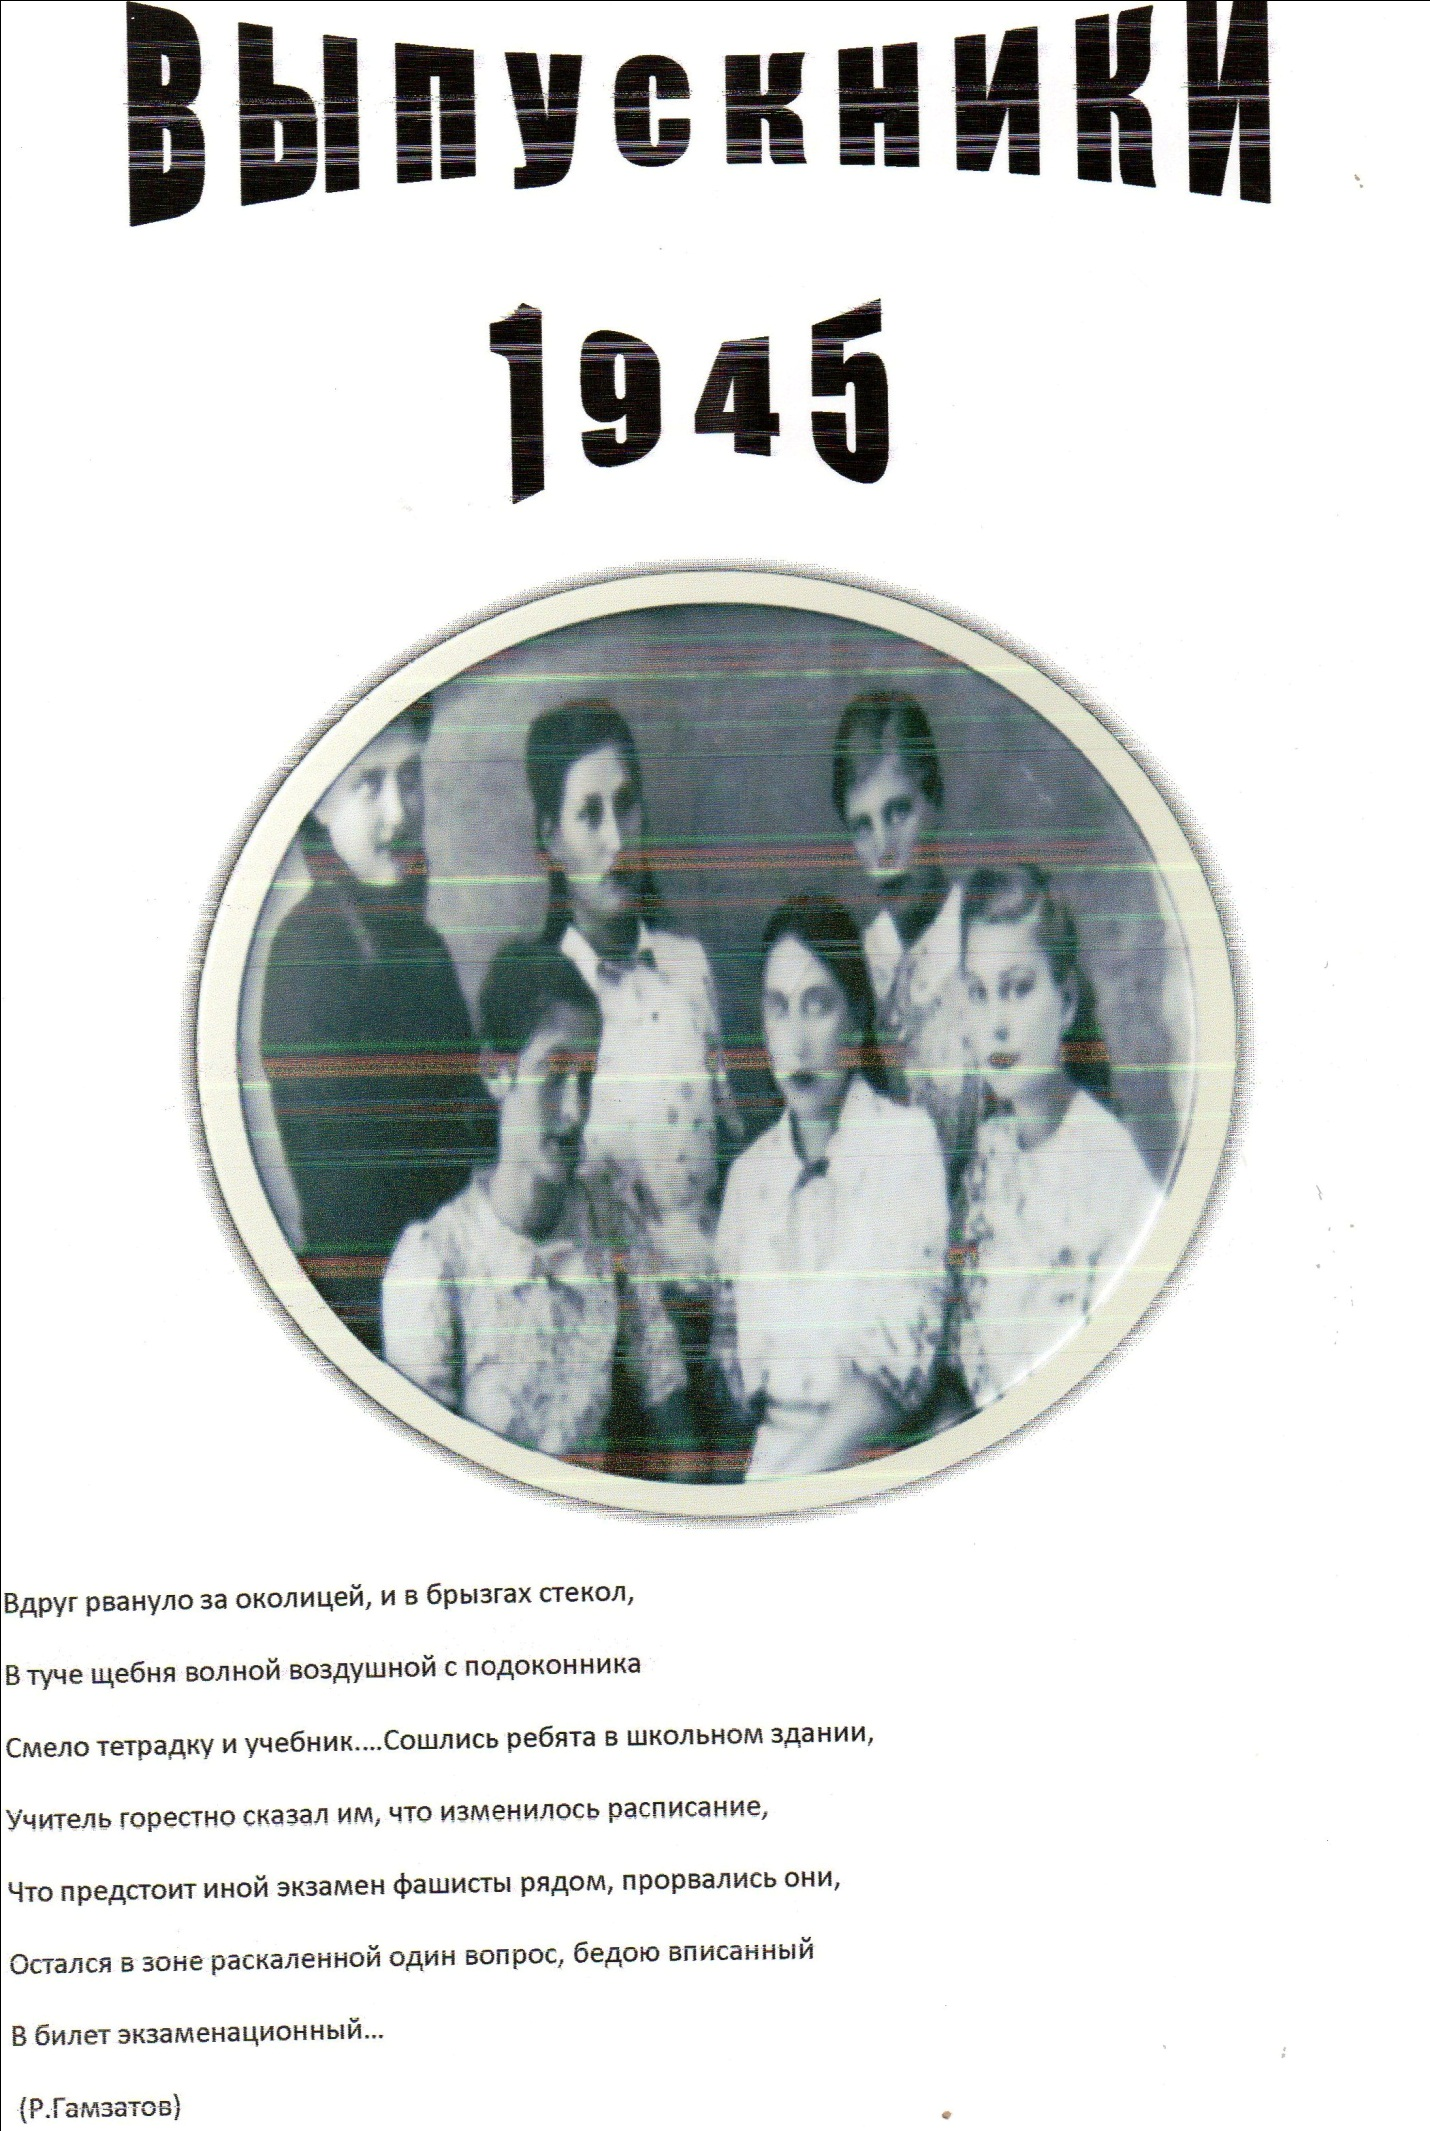 Выпускники
1945
Вдруг рвануло за околицей, и в брызгах стекол,
В туче щебня волной воздушной с подоконника
Смело тетрадку и учебник....Сошлись ребята в школьном здании,
Учитель горестно сказал им, что изменилось расписание,
Что предстоит иной экзамен фашисты рядом, прорвались они,
Остался в зоне раскаленной один вопрос, бедою вписанный
В билет экзаменационный...
(Р.Гамзатов)